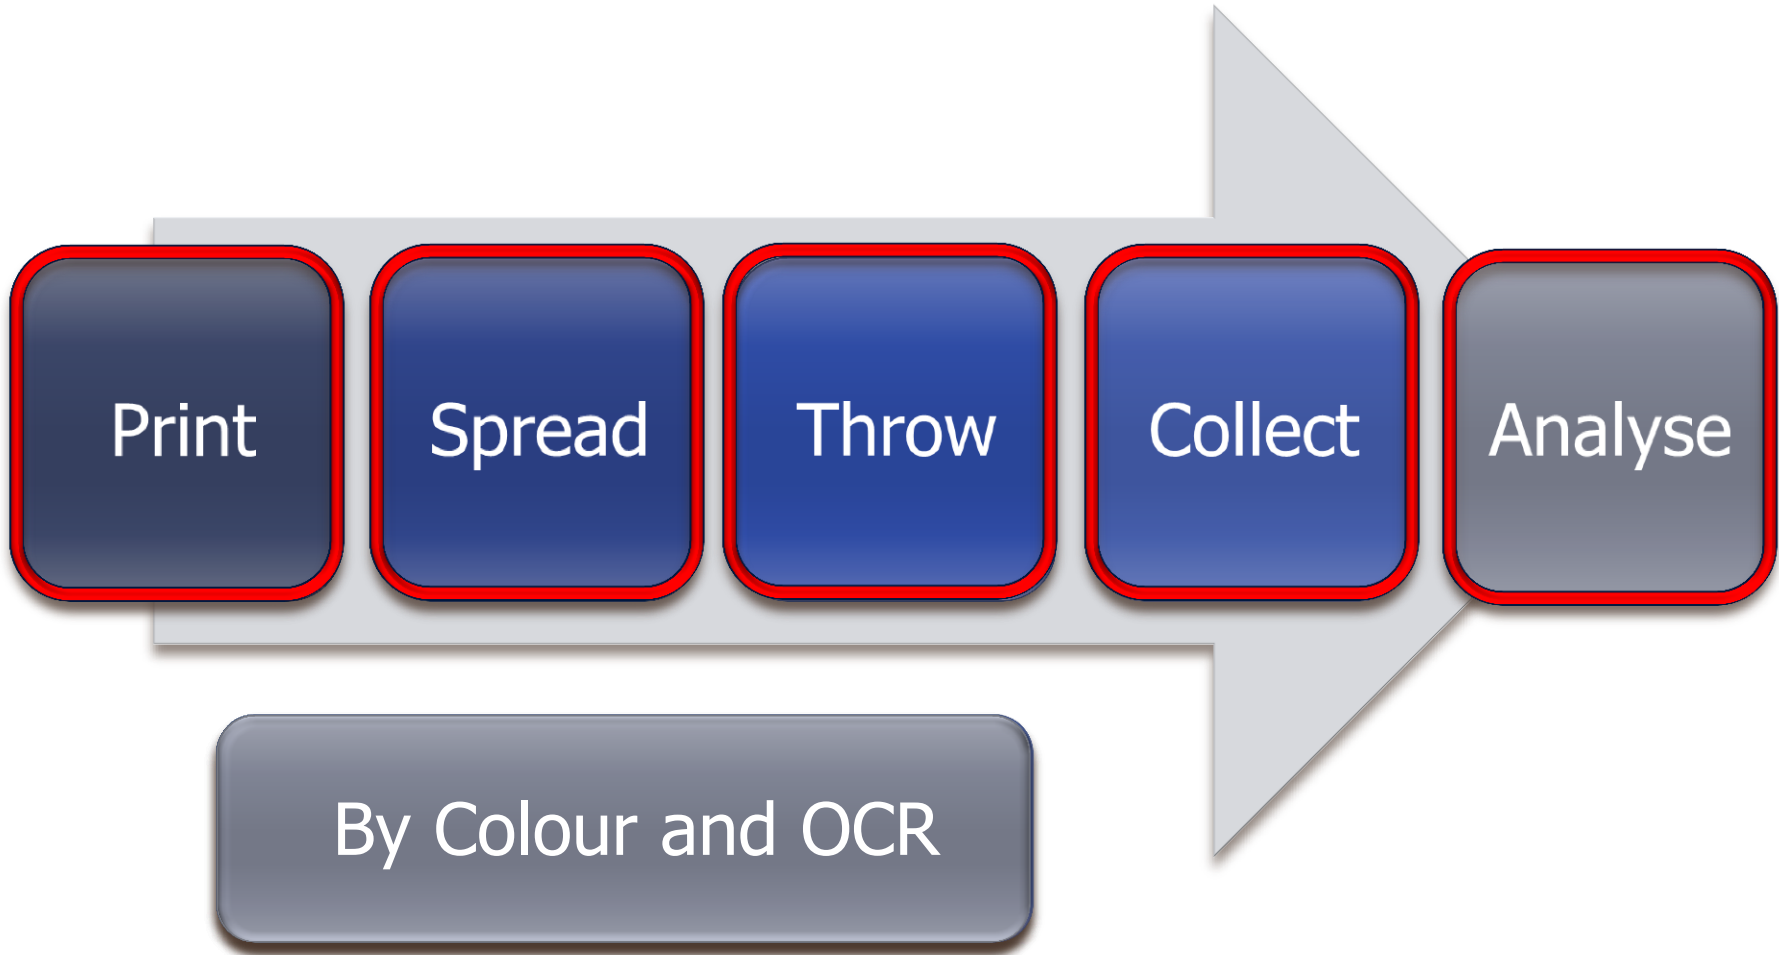 Print
Spread
Throw
Collect
Analyse
By Colour and OCR